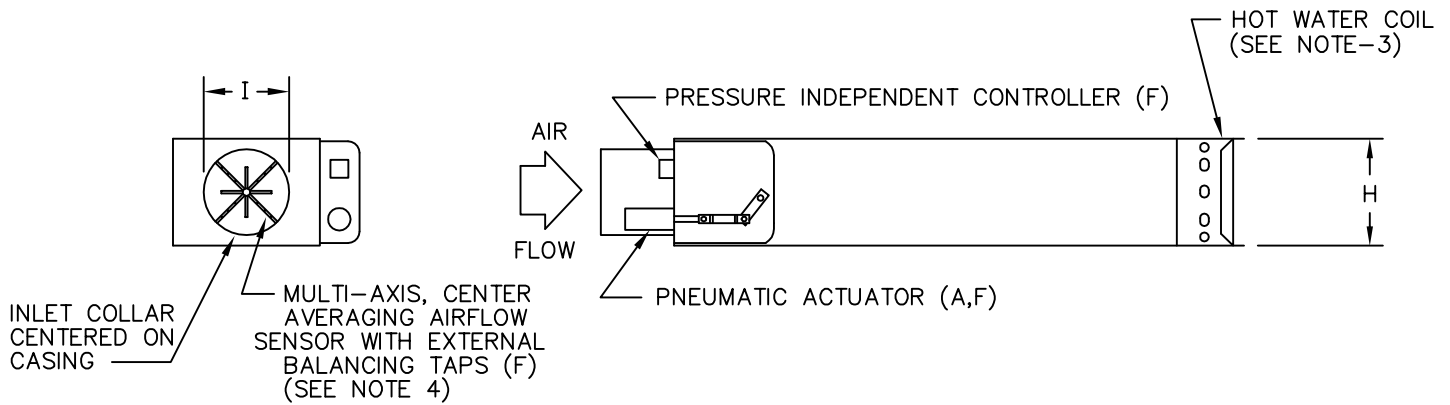 HOT WATER COIL
(SEE NOTE-3)
I
PRESSURE INDEPENDENT CONTROLLER (F)
AIR
H
FLOW
PNEUMATIC ACTUATOR (A,F)
INLET COLLAR
CENTERED ON
CASING
MULTI-AXIS, CENTER
AVERAGING AIRFLOW
SENSOR WITH EXTERNAL
BALANCING TAPS (F)
(SEE NOTE 4)